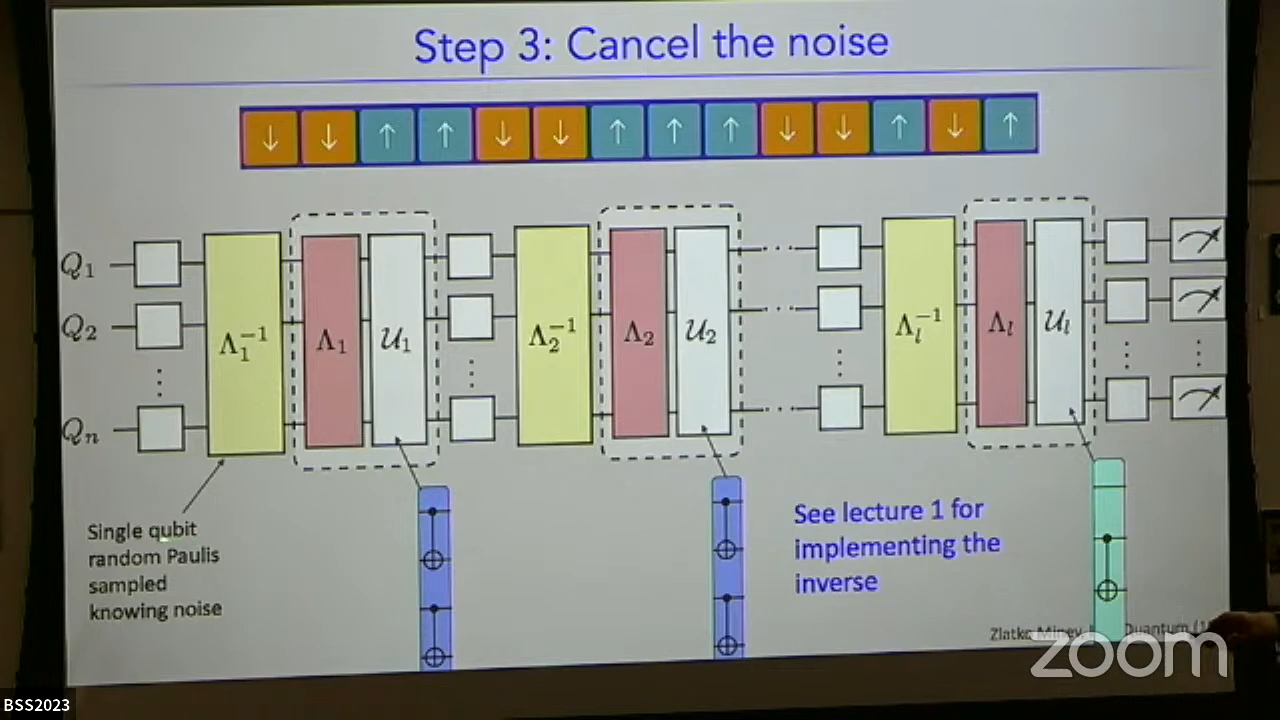 Step 3: Cancel the noise
↓ ↓ ↑ ↑ ↓ ↓ ↑ ↑ ↑ ↓ ↓ ↑ ↓ ↑
Q₁
Q₂
Qₙ
Λ₁⁻¹ Λ₁ 𝒰₁ Λ₂⁻¹ Λ₂ 𝒰₂ Λₗ⁻¹ Λₗ 𝒰ₗ
Single qubit
random Paulis
sampled
knowing noise
See lecture 1 for
implementing the
inverse
Zlatko Minev, Quantum
zoom
BSS2023